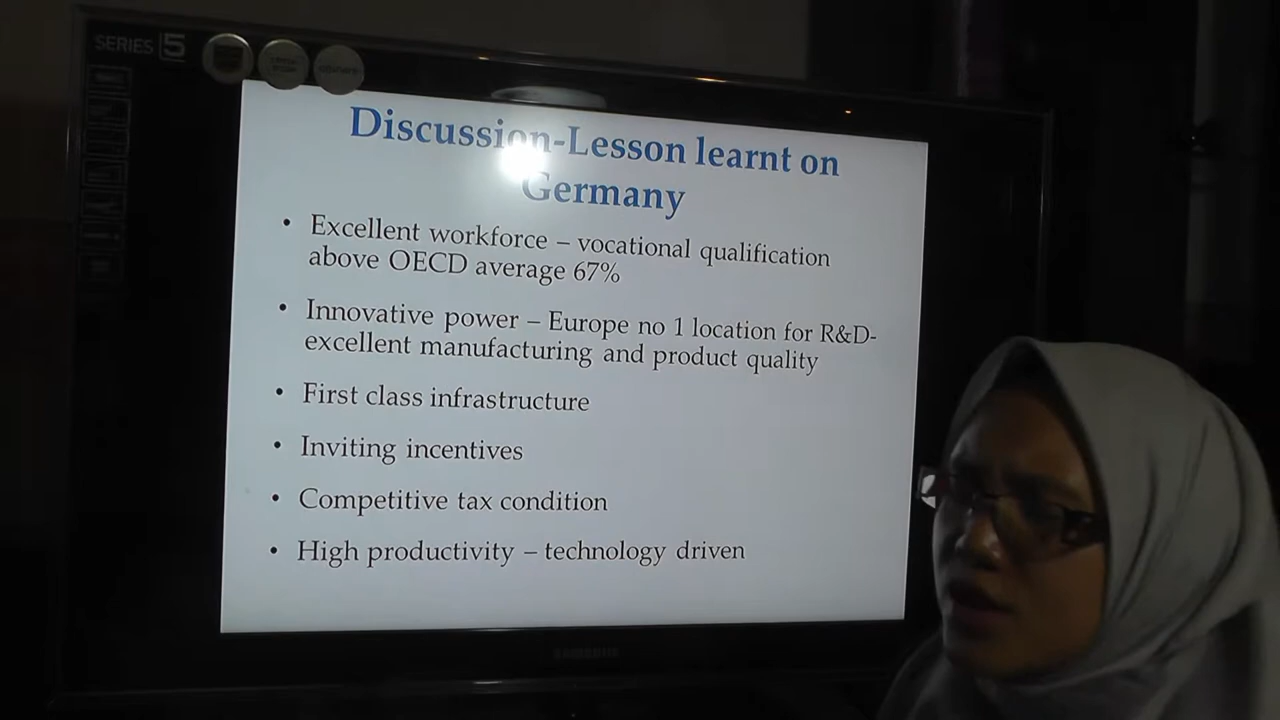 SERIES 5
Discussion-Lesson learnt on
Germany
• Excellent workforce – vocational qualification
above OECD average 67%
• Innovative power – Europe no 1 location for R&D-
excellent manufacturing and product quality
• First class infrastructure
• Inviting incentives
• Competitive tax condition
• High productivity – technology driven
SAMSUNG